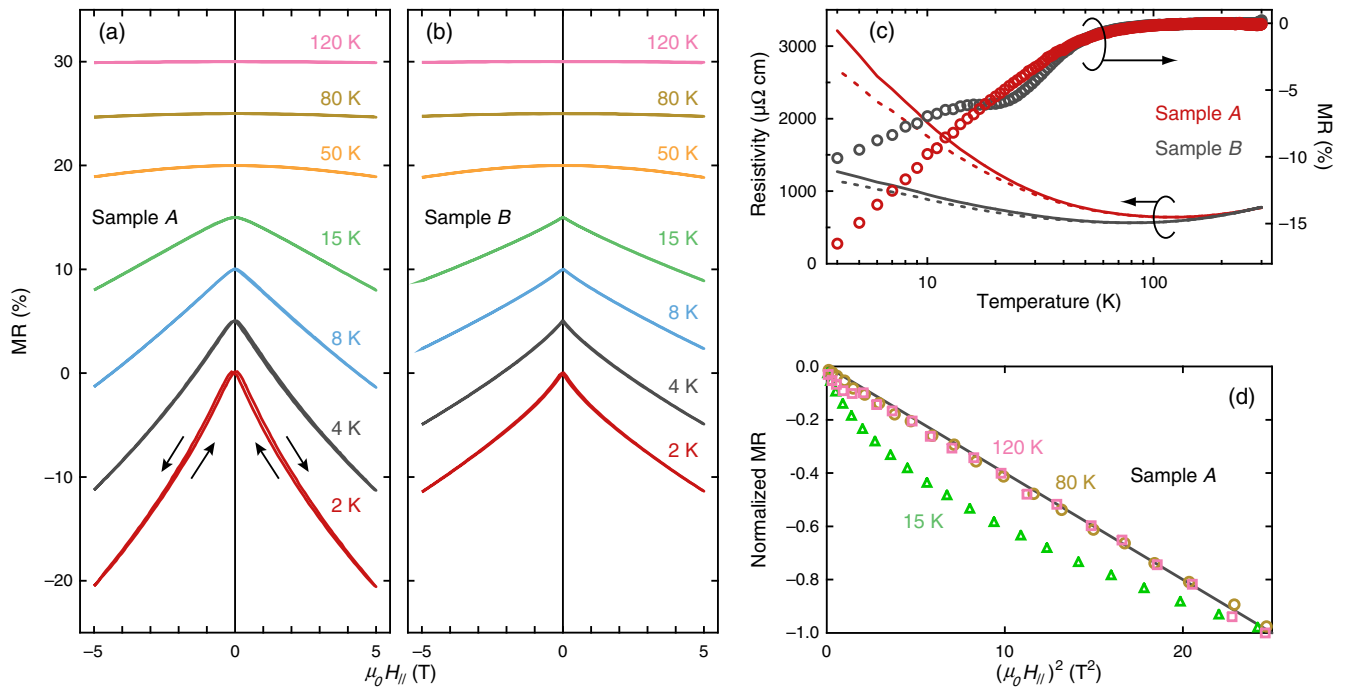 (a)
120 K
80 K
50 K
Sample A
15 K
8 K
4 K
2 K
30
20
10
0
−10
−20
MR (%)
−5
0
5
(b)
120 K
80 K
50 K
Sample B
15 K
8 K
4 K
2 K
−5
0
5
μ0H// (T)
(c)
3000
2000
1000
0
Resistivity (μΩ cm)
0
−5
−10
−15
MR (%)
Sample A
Sample B
10
100
Temperature (K)
(d)
0.0
−0.2
−0.4
−0.6
−0.8
−1.0
Normalized MR
120 K
80 K
15 K
Sample A
0
10
20
(μ0H//)² (T²)